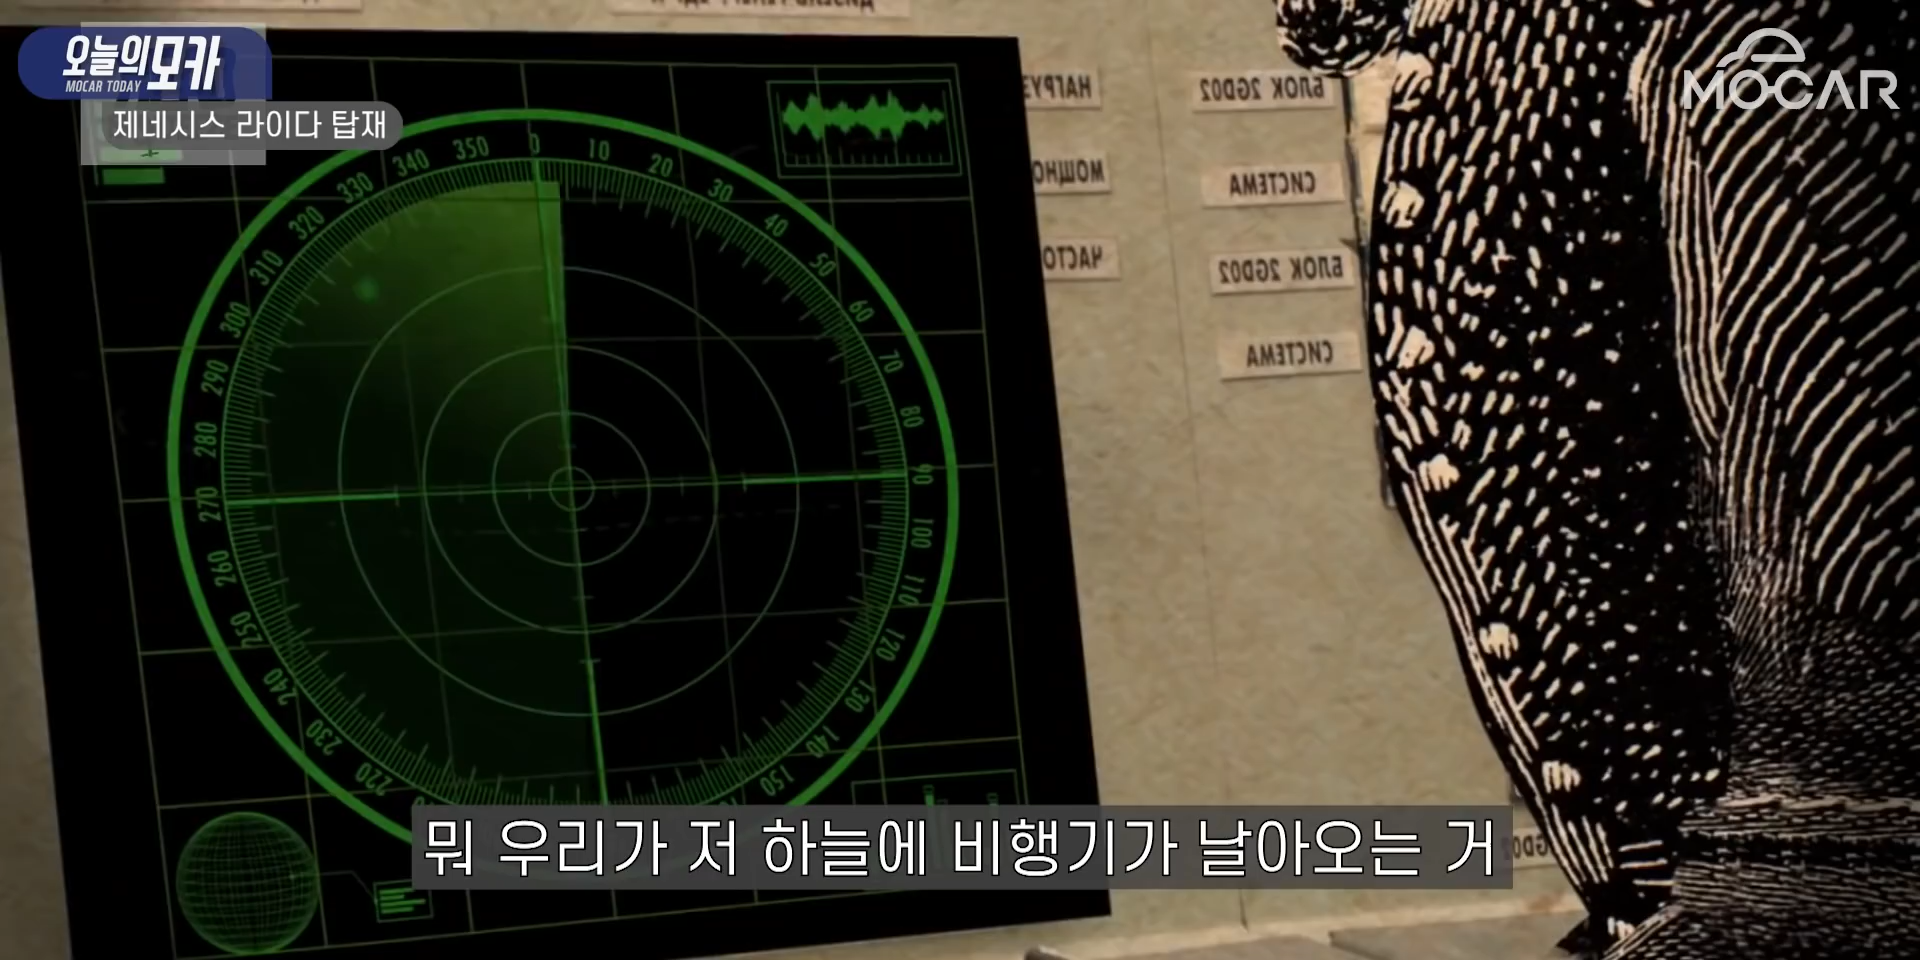 오늘의모카
MOCAR TODAY
제네시스 라이다 탑재
MOCAR
НАГРУЗ
БЛОК 2GD02
МОЩНО
СИСТЕМА
ЧАСТО
БЛОК 2GD02
СИСТЕМА
340 350 0 10 20 30 40 50 60 70 80 90 100 110 120 130 140 150
220 230 240 250 260 270 280 290 300 310 320 330
뭐 우리가 저 하늘에 비행기가 날아오는 거